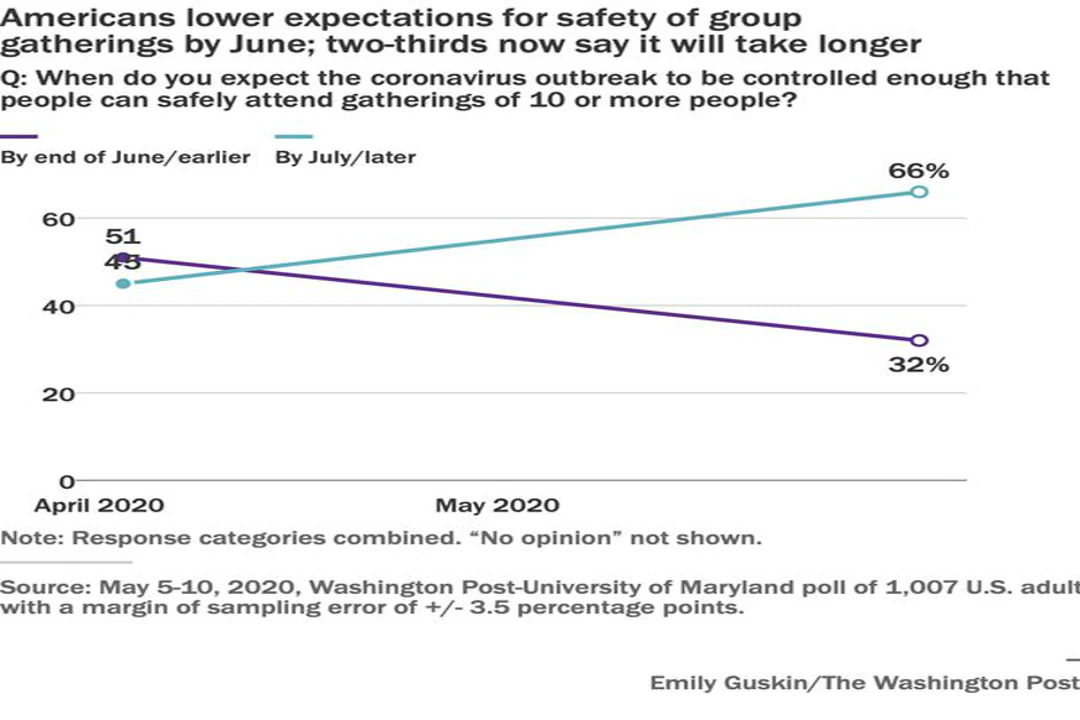 Americans lower expectations for safety of group
gatherings by June; two-thirds now say it will take longer
Q: When do you expect the coronavirus outbreak to be controlled enough that
people can safely attend gatherings of 10 or more people?
By end of June/earlier By July/later
66%
60
51
45
40
32%
20
0
April 2020 May 2020
Note: Response categories combined. “No opinion” not shown.
Source: May 5-10, 2020, Washington Post-University of Maryland poll of 1,007 U.S. adult
with a margin of sampling error of +/- 3.5 percentage points.
Emily Guskin/The Washington Post